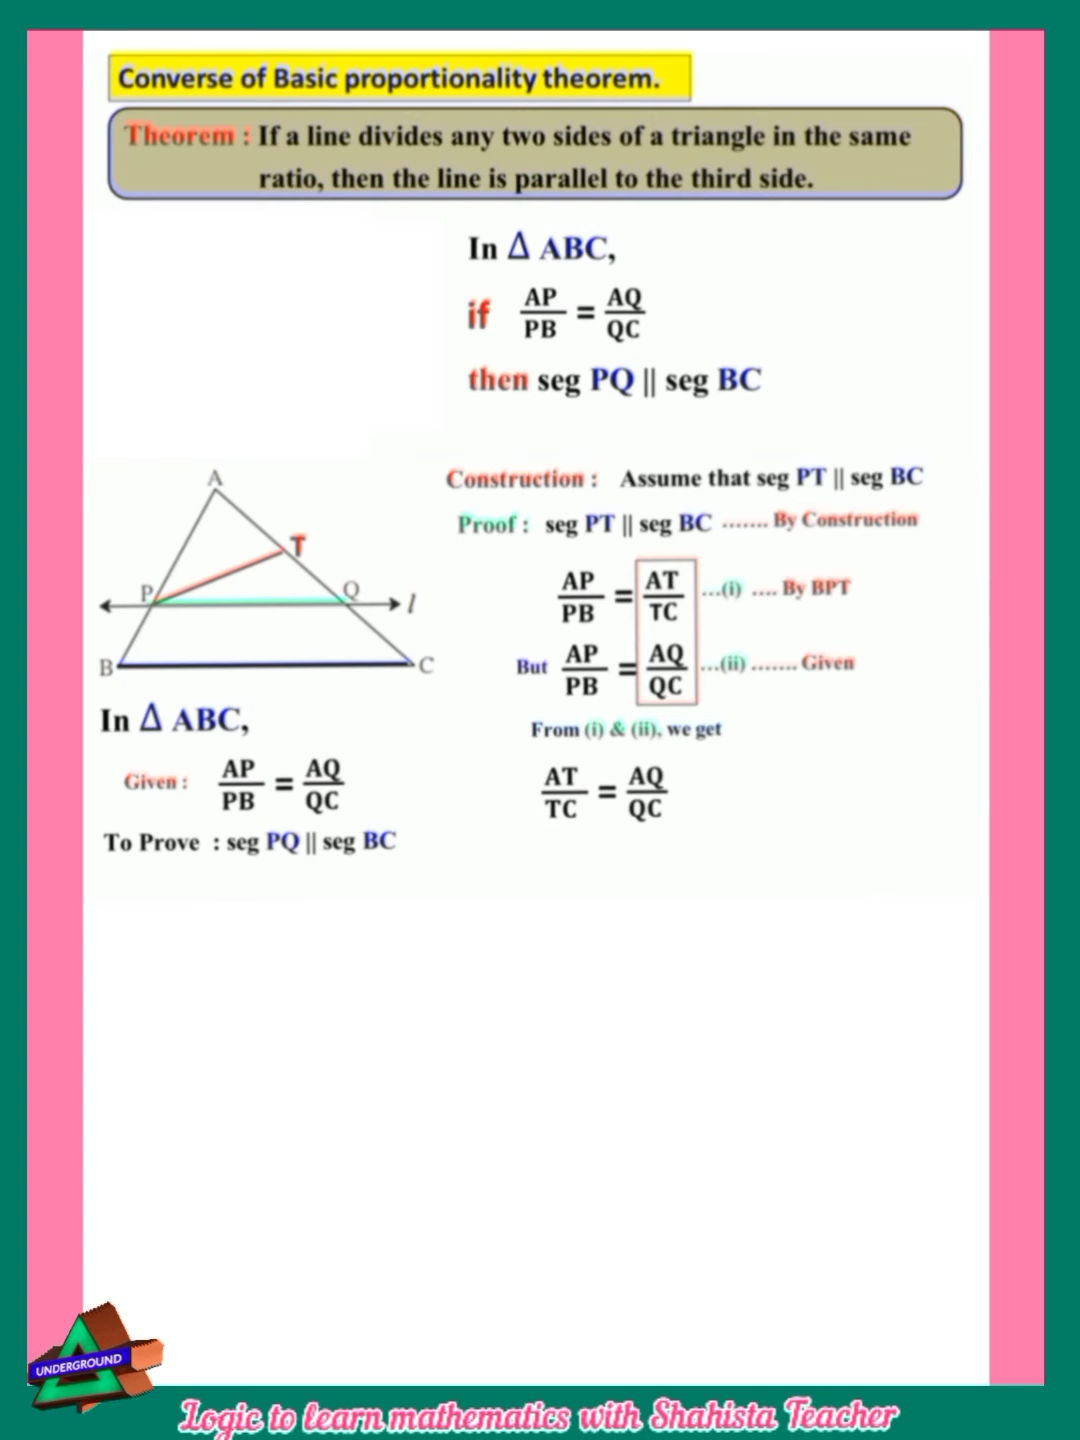 Converse of Basic proportionality theorem.
Theorem : If a line divides any two sides of a triangle in the same
ratio, then the line is parallel to the third side.
In Δ ABC,
if AP/PB = AQ/QC
then seg PQ || seg BC
A
T
P
Q
l
B
C
In Δ ABC,
Given : AP/PB = AQ/QC
To Prove : seg PQ || seg BC
Construction : Assume that seg PT || seg BC
Proof : seg PT || seg BC ....... By Construction
AP/PB = AT/TC ...(i) .... By BPT
But AP/PB = AQ/QC ...(ii) ....... Given
From (i) & (ii), we get
AT/TC = AQ/QC
UNDERGROUND
Logic to learn mathematics with Shahista Teacher